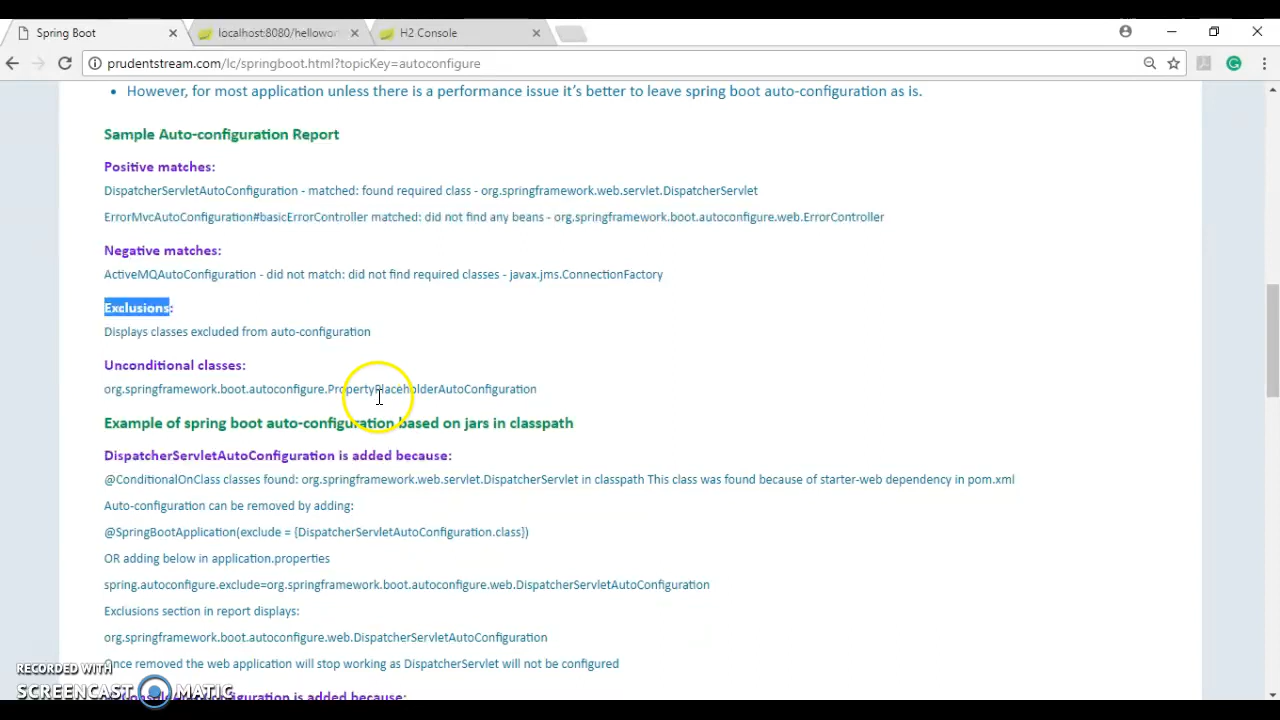 Spring Boot
localhost:8080/hellowo
H2 Console
prudentstream.com/lc/springboot.html?topicKey=autoconfigure
• However, for most application unless there is a performance issue it’s better to leave spring boot auto-configuration as is.
Sample Auto-configuration Report
Positive matches:
DispatcherServletAutoConfiguration - matched: found required class - org.springframework.web.servlet.DispatcherServlet
ErrorMvcAutoConfiguration#basicErrorController matched: did not find any beans - org.springframework.boot.autoconfigure.web.ErrorController
Negative matches:
ActiveMQAutoConfiguration - did not match: did not find required classes - javax.jms.ConnectionFactory
Exclusions:
Displays classes excluded from auto-configuration
Unconditional classes:
org.springframework.boot.autoconfigure.PropertyPlaceholderAutoConfiguration
Example of spring boot auto-configuration based on jars in classpath
DispatcherServletAutoConfiguration is added because:
@ConditionalOnClass classes found: org.springframework.web.servlet.DispatcherServlet in classpath This class was found because of starter-web dependency in pom.xml
Auto-configuration can be removed by adding:
@SpringBootApplication(exclude = {DispatcherServletAutoConfiguration.class})
OR adding below in application.properties
spring.autoconfigure.exclude=org.springframework.boot.autoconfigure.web.DispatcherServletAutoConfiguration
Exclusions section in report displays:
org.springframework.boot.autoconfigure.web.DispatcherServletAutoConfiguration
Once removed the web application will stop working as DispatcherServlet will not be configured
is added because:
RECORDED WITH
SCREENCAST MATIC